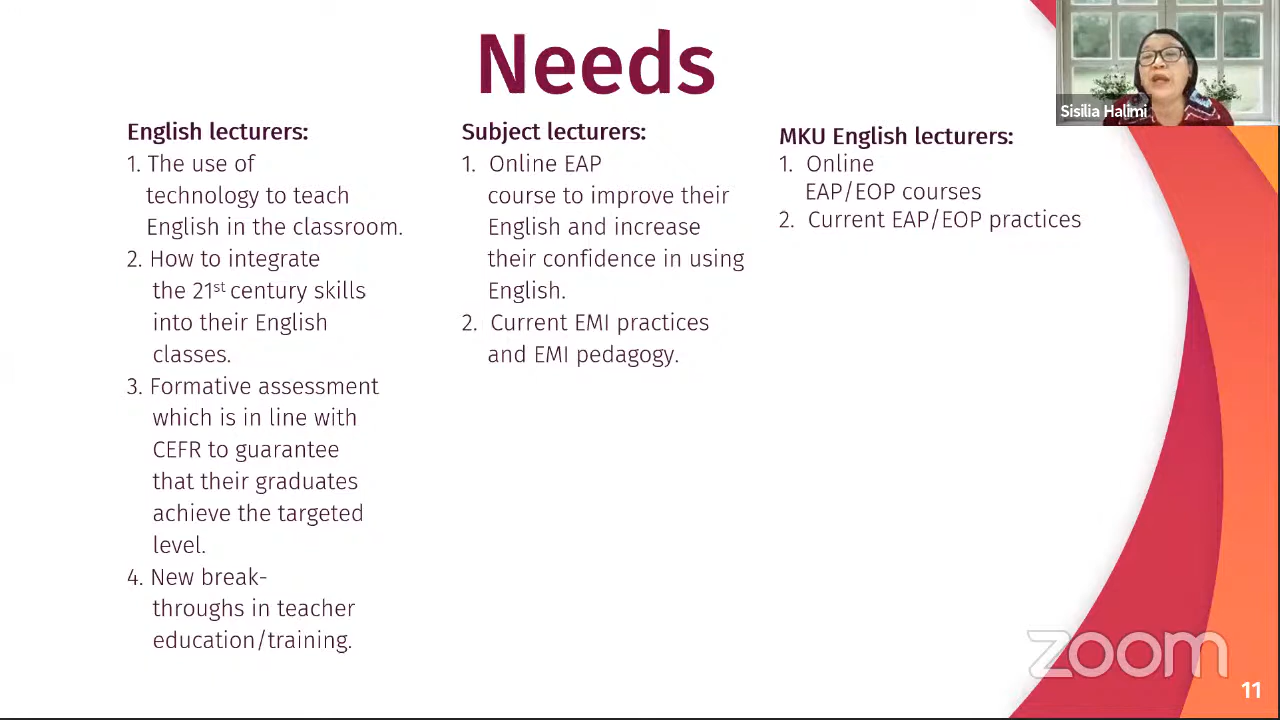 Needs
English lecturers:
1. The use of
technology to teach
English in the classroom.
2. How to integrate
the 21st century skills
into their English
classes.
3. Formative assessment
which is in line with
CEFR to guarantee
that their graduates
achieve the targeted
level.
4. New break-
throughs in teacher
education/training.
Subject lecturers:
1. Online EAP
course to improve their
English and increase
their confidence in using
English.
2. Current EMI practices
and EMI pedagogy.
MKU English lecturers:
1. Online
EAP/EOP courses
2. Current EAP/EOP practices
Sisilia Halimi
zoom
11